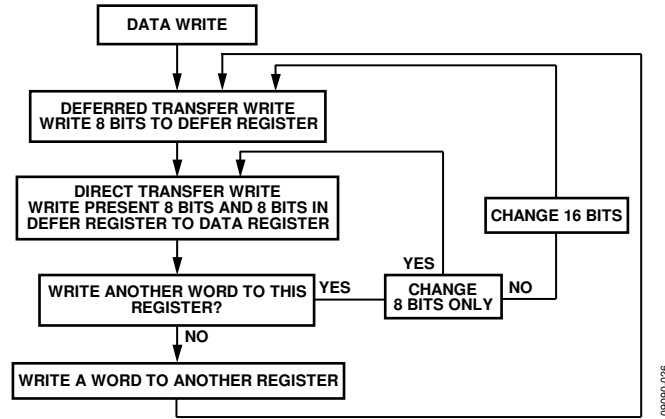 DATA WRITE
DEFERRED TRANSFER WRITE
WRITE 8 BITS TO DEFER REGISTER
DIRECT TRANSFER WRITE
WRITE PRESENT 8 BITS AND 8 BITS IN
DEFER REGISTER TO DATA REGISTER
CHANGE 16 BITS
WRITE ANOTHER WORD TO THIS
REGISTER?
YES
YES
CHANGE
8 BITS ONLY
NO
NO
WRITE A WORD TO ANOTHER REGISTER
09090-026